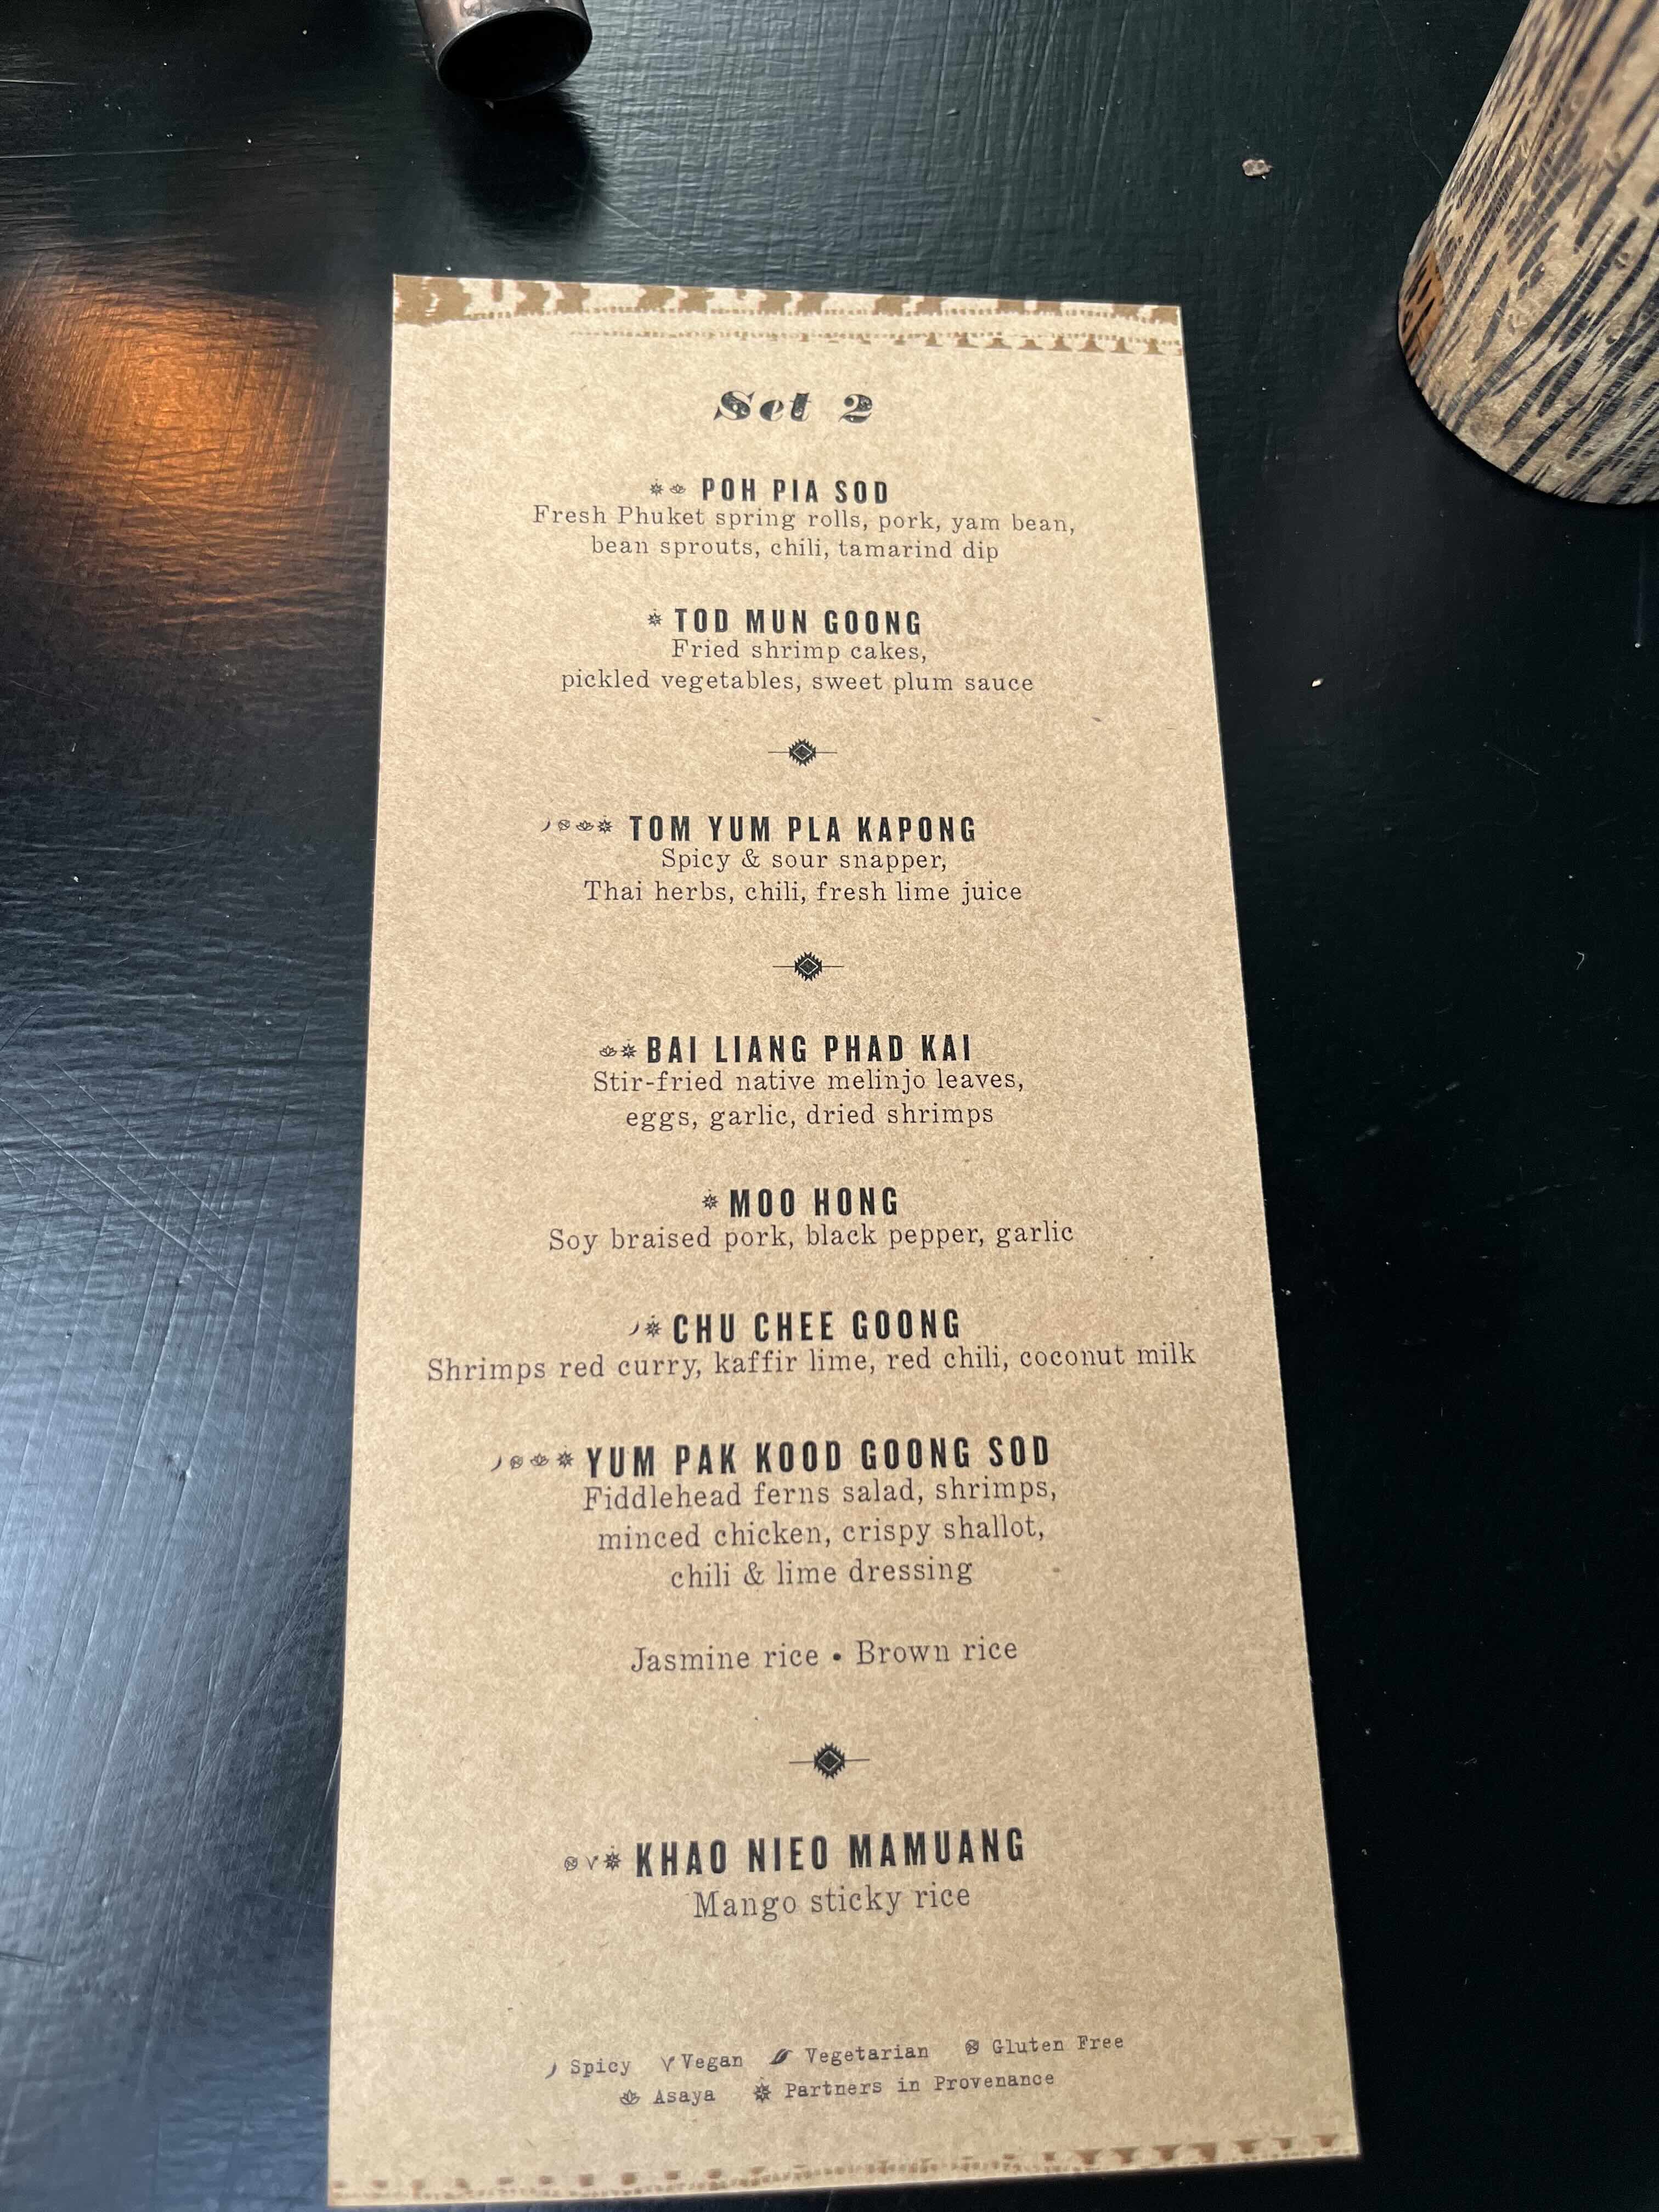 Set 2
POH PIA SOD
Fresh Phuket spring rolls, pork, yam bean,
bean sprouts, chili, tamarind dip
TOD MUN GOONG
Fried shrimp cakes,
pickled vegetables, sweet plum sauce
TOM YUM PLA KAPONG
Spicy & sour snapper,
Thai herbs, chili, fresh lime juice
BAI LIANG PHAD KAI
Stir-fried native melinjo leaves,
eggs, garlic, dried shrimps
MOO HONG
Soy braised pork, black pepper, garlic
CHU CHEE GOONG
Shrimps red curry, kaffir lime, red chili, coconut milk
YUM PAK KOOD GOONG SOD
Fiddlehead ferns salad, shrimps,
minced chicken, crispy shallot,
chili & lime dressing
Jasmine rice • Brown rice
KHAO NIEO MAMUANG
Mango sticky rice
Spicy Vegan Vegetarian Gluten Free
Asaya Partners in Provenance